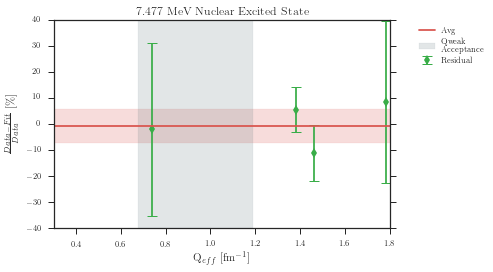 7.477 MeV Nuclear Excited State
Avg
Qweak
Acceptance
Residual
40
30
20
10
0
−10
−20
−30
−40
Data−Fit
Data
[%]
0.4 0.6 0.8 1.0 1.2 1.4 1.6 1.8
Qeff [fm−1]